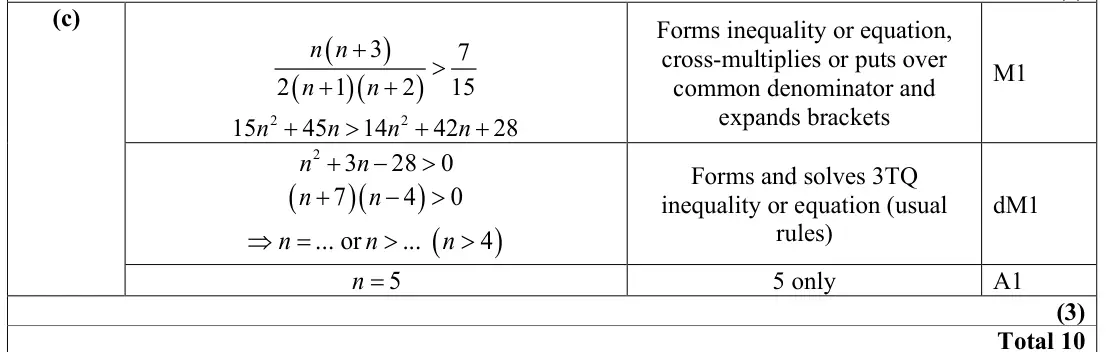 (c)
n(n+3)/2(n+1)(n+2) > 7/15
15n² + 45n > 14n² + 42n + 28
Forms inequality or equation,
cross-multiplies or puts over
common denominator and
expands brackets
M1
n² + 3n − 28 > 0
(n+7)(n−4) > 0
⇒ n = ... or n > ... (n > 4)
Forms and solves 3TQ
inequality or equation (usual
rules)
dM1
n = 5
5 only
A1
(3)
Total 10